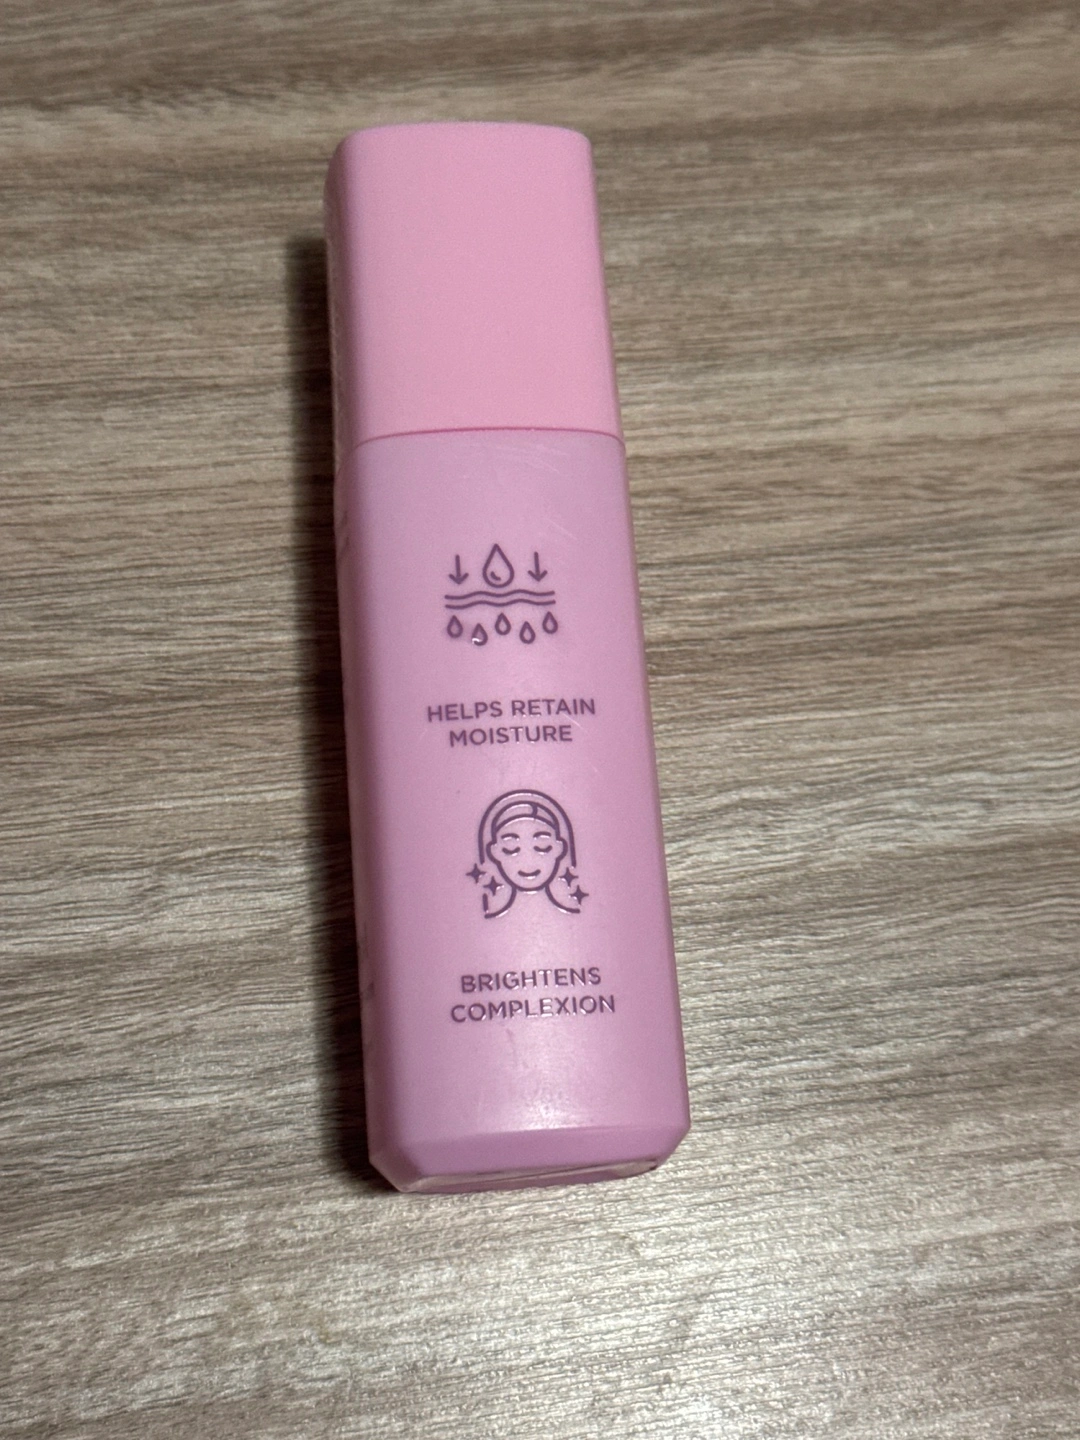 HELPS RETAIN
MOISTURE
BRIGHTENS
COMPLEXION